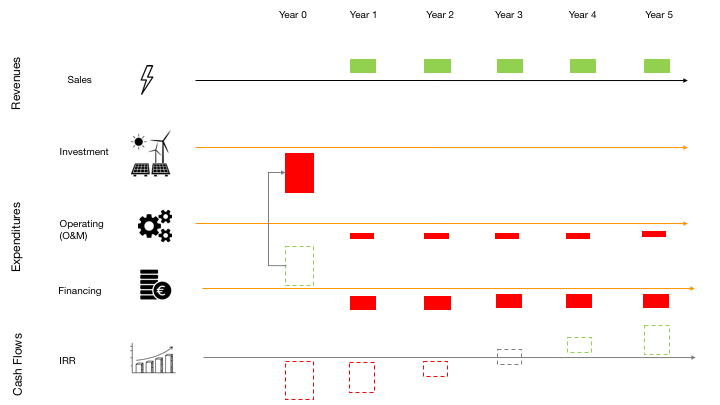 Year 0 Year 1 Year 2 Year 3 Year 4 Year 5
Revenues
Sales
Expenditures
Investment
Operating
(O&M)
Financing
€
Cash Flows
IRR